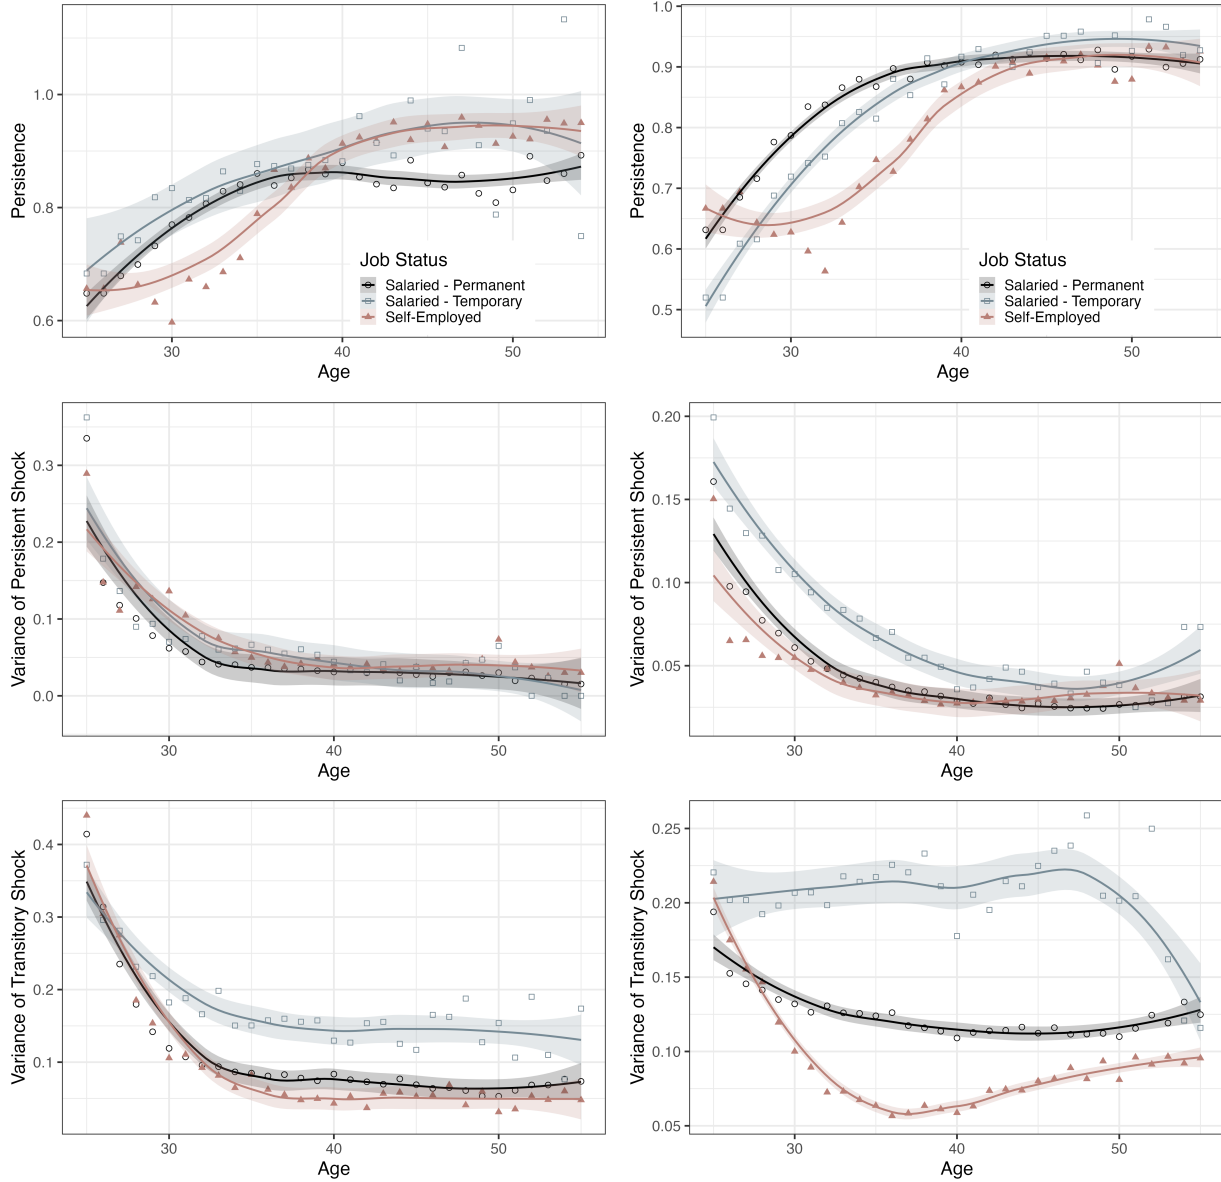 Persistence
1.0
0.8
0.6
30
40
50
Age
Job Status
Salaried - Permanent
Salaried - Temporary
Self-Employed
Persistence
1.0
0.9
0.8
0.7
0.6
0.5
30
40
50
Age
Job Status
Salaried - Permanent
Salaried - Temporary
Self-Employed
Variance of Persistent Shock
0.3
0.2
0.1
0.0
30
40
50
Age
Variance of Persistent Shock
0.20
0.15
0.10
0.05
30
40
50
Age
Variance of Transitory Shock
0.4
0.3
0.2
0.1
30
40
50
Age
Variance of Transitory Shock
0.25
0.20
0.15
0.10
0.05
30
40
50
Age